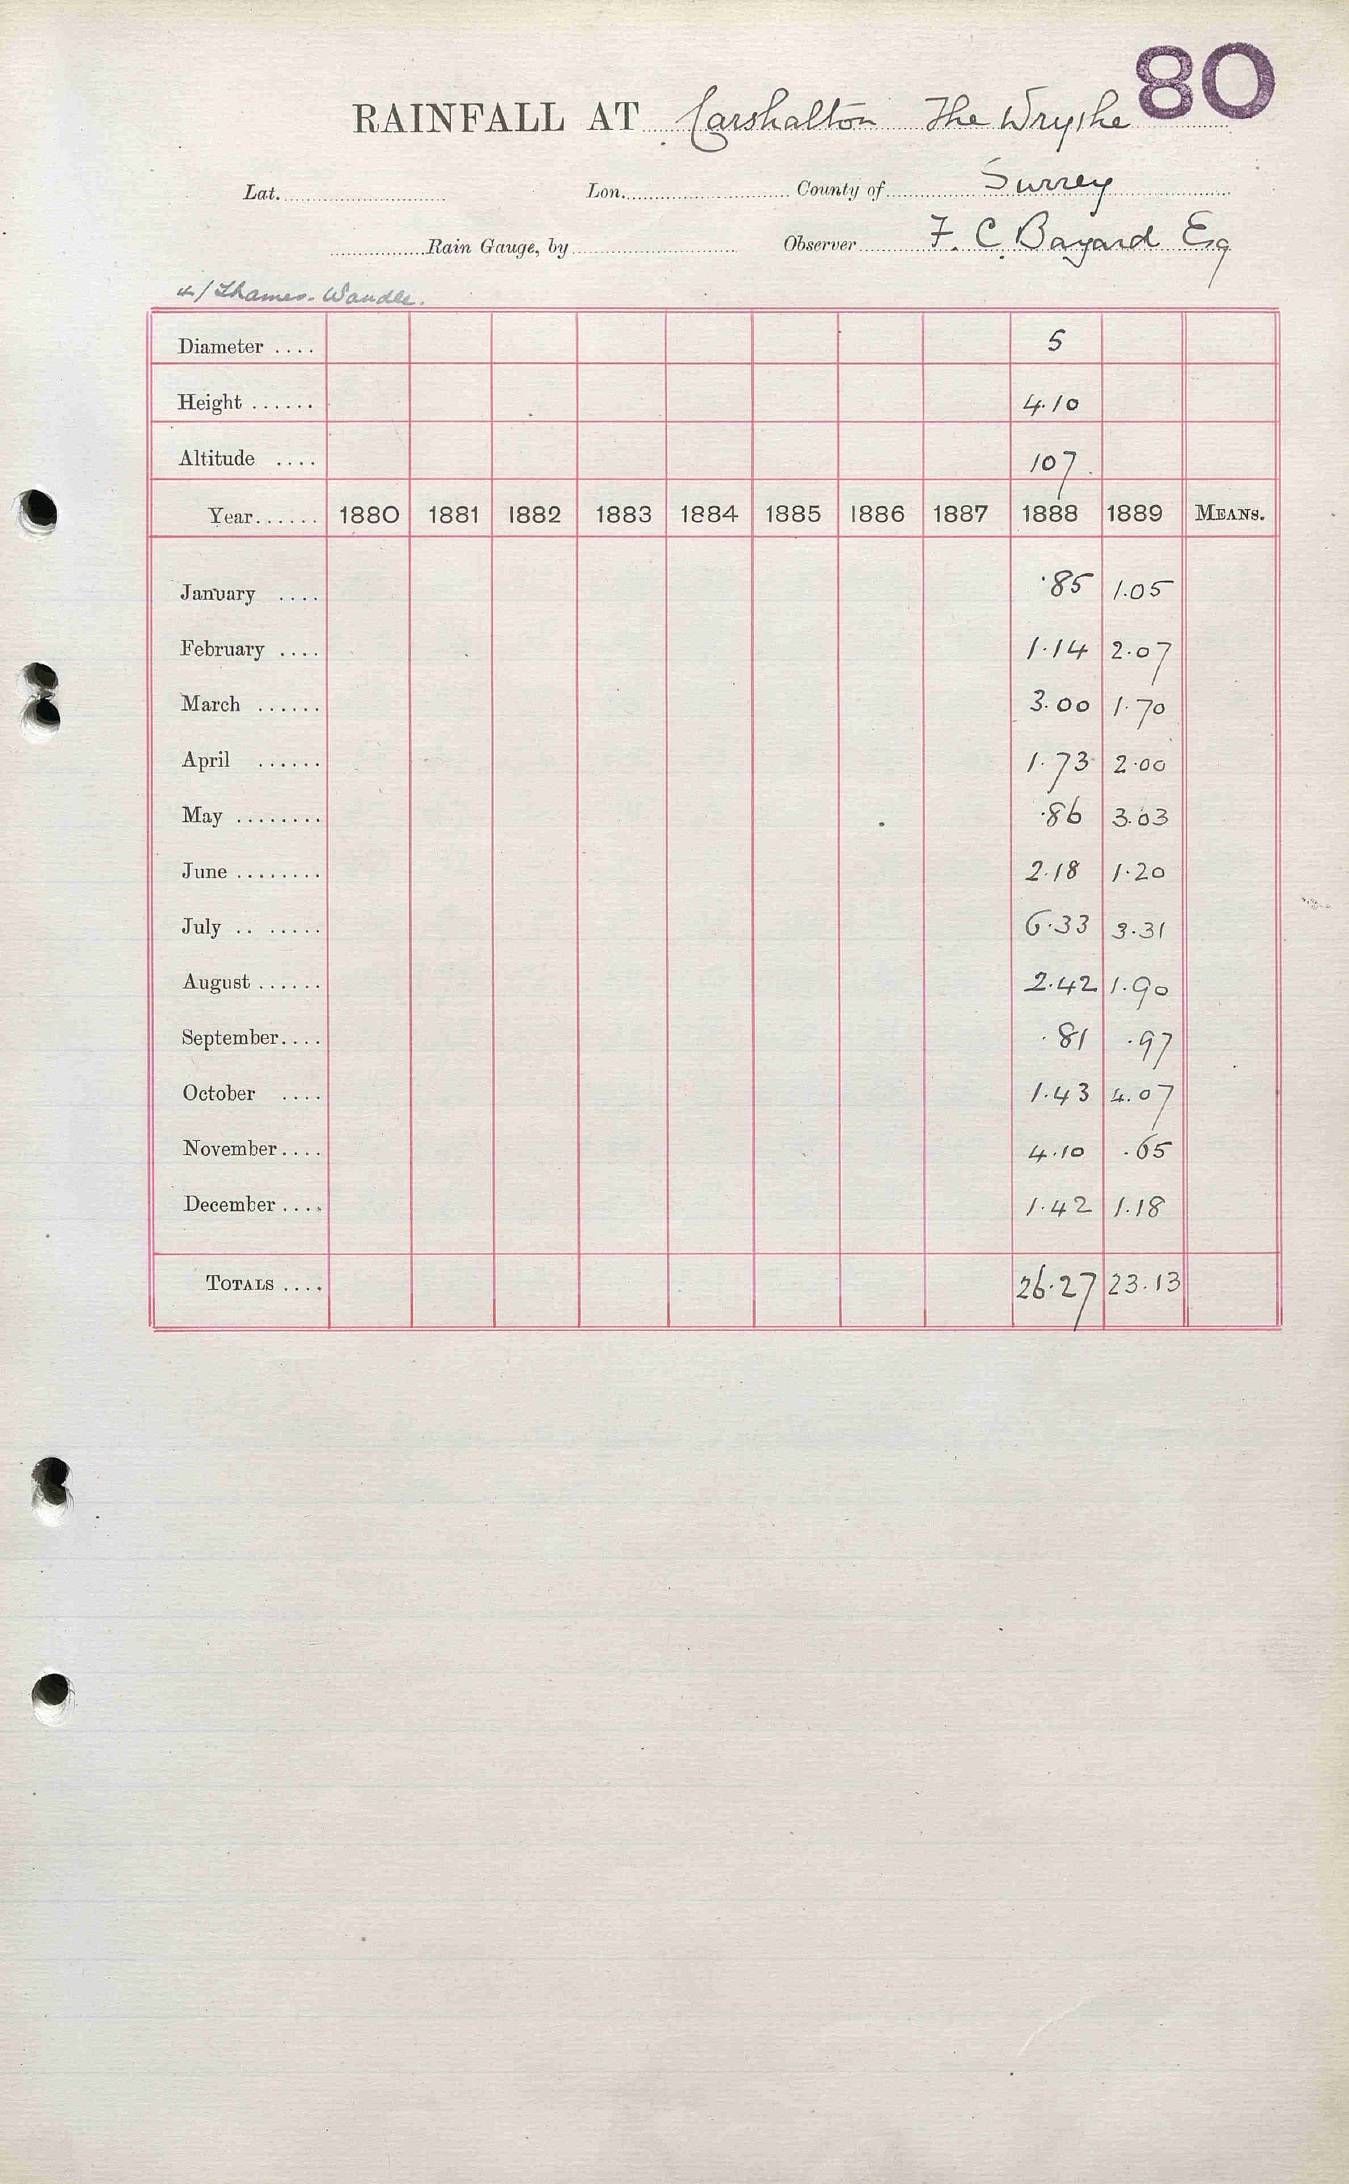 80
RAINFALL AT Carshalton The Wrythe
Lat. Lon. County of Surrey
Rain Gauge, by Observer F. C. Bayard Esq
4/ Thames - Wandle.
Diameter .... 5
Height ...... 4.10
Altitude .... 107
Year...... 1880 1881 1882 1883 1884 1885 1886 1887 1888 1889 MEANS.
January .... .85 1.05
February .... 1.14 2.07
March ...... 3.00 1.70
April ...... 1.73 2.00
May ........ .86 3.03
June ........ 2.18 1.20
July .. ..... 6.33 3.31
August ...... 2.42 1.90
September.... .81 .97
October .... 1.43 4.07
November.... 4.10 .65
December .... 1.42 1.18
TOTALS .... 26.27 23.13